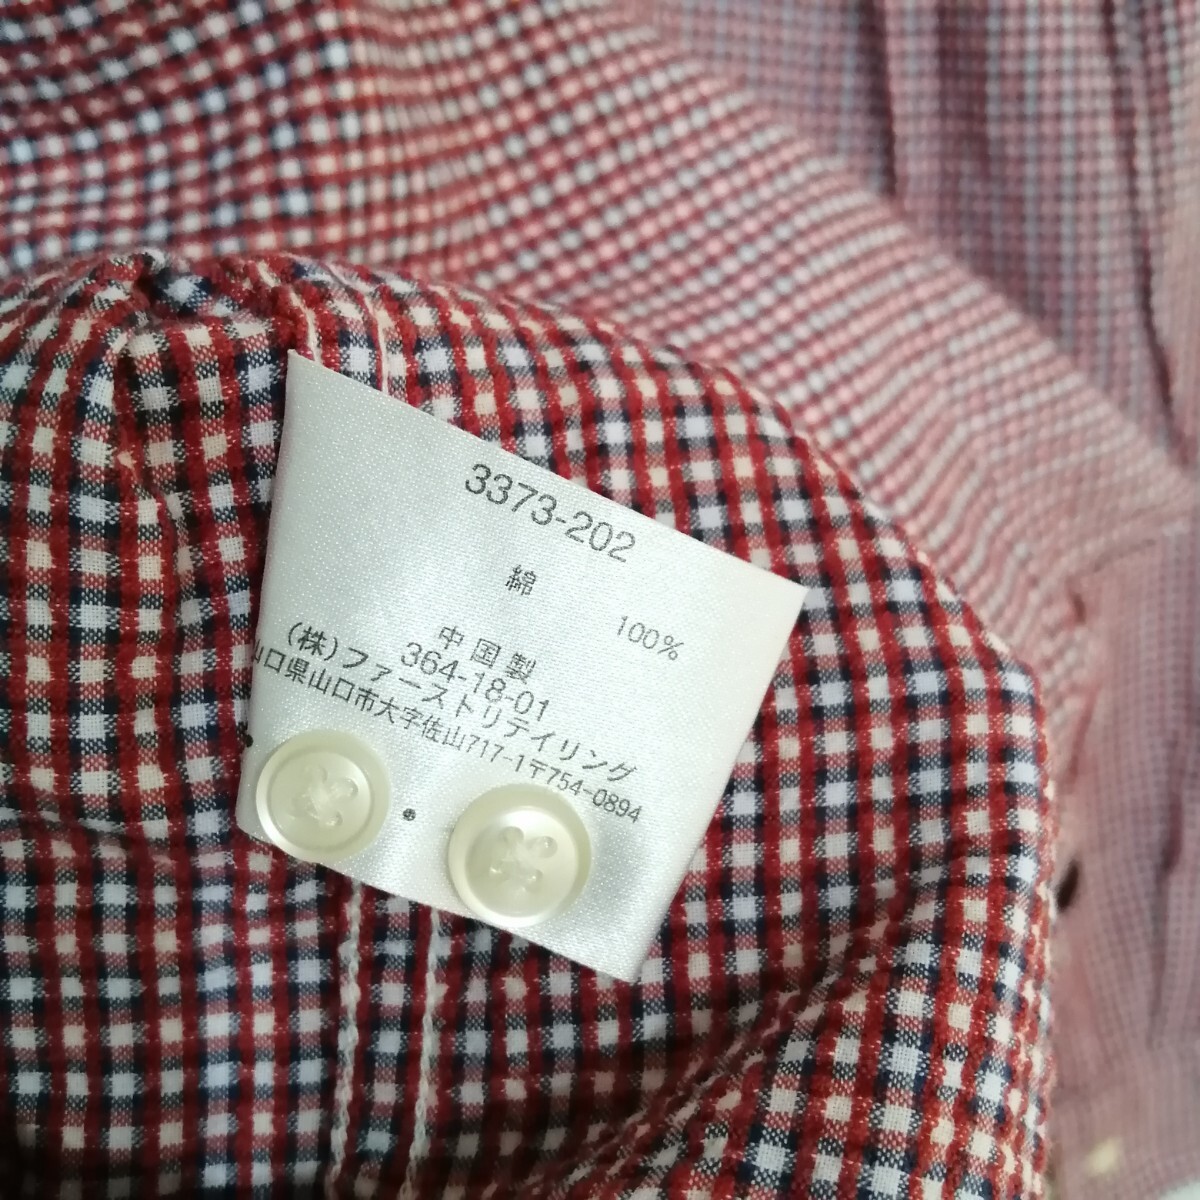 3373-202
綿 100%
中国製
364-18-01
(株)ファーストリテイリング
山口県山口市大字佐山717-1〒754-0894